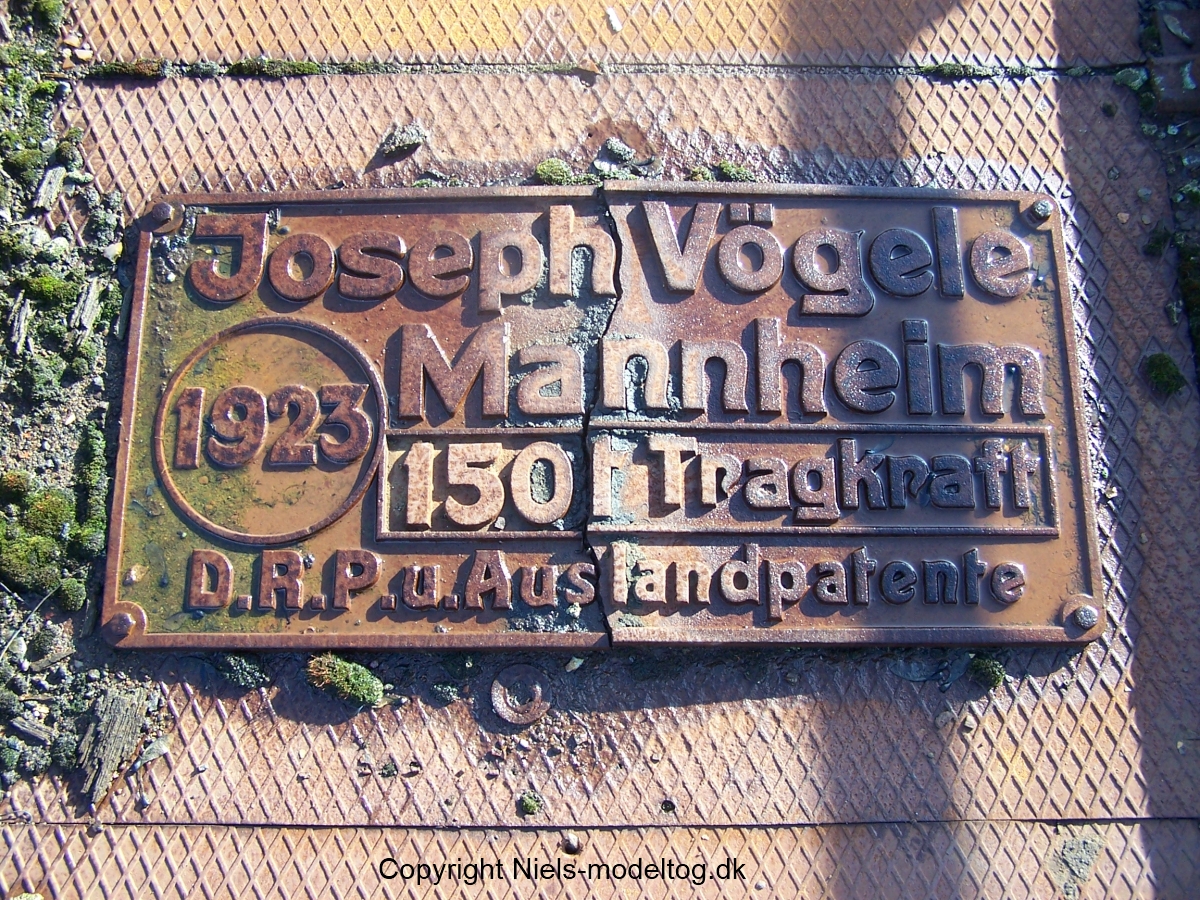 Joseph Vögele
Mannheim
1923
150 t Tragkraft
D.R.P.u.Auslandpatente
Copyright Niels-modeltog.dk